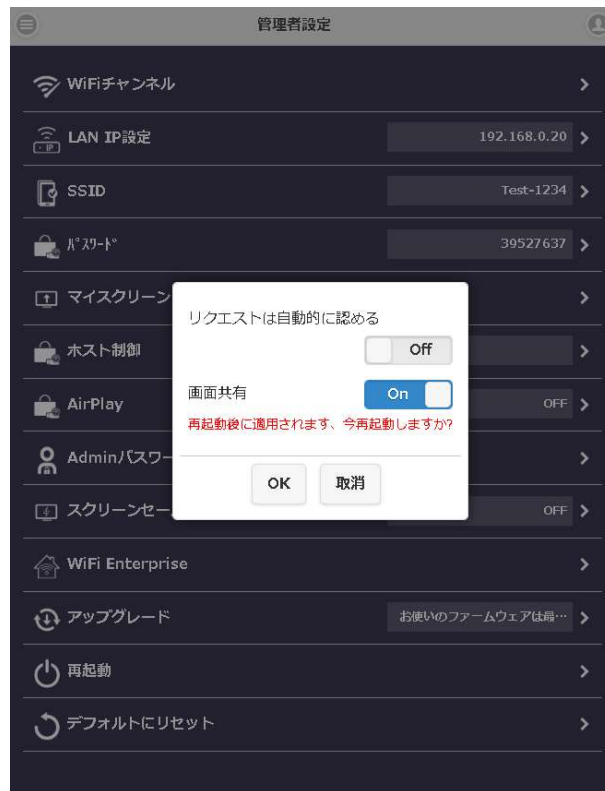 管理者設定
WiFiチャンネル
LAN IP設定
192.168.0.20
SSID
Test-1234
ﾊﾟｽﾜｰﾄﾞ
39527637
マイスクリーン
リクエストは自動的に認める
Off
ホスト制御
画面共有
On
AirPlay
OFF
再起動後に適用されます、今再起動しますか?
Adminパスワー
OK
取消
スクリーンセー
OFF
WiFi Enterprise
アップグレード
お使いのファームウェアは最…
再起動
デフォルトにリセット